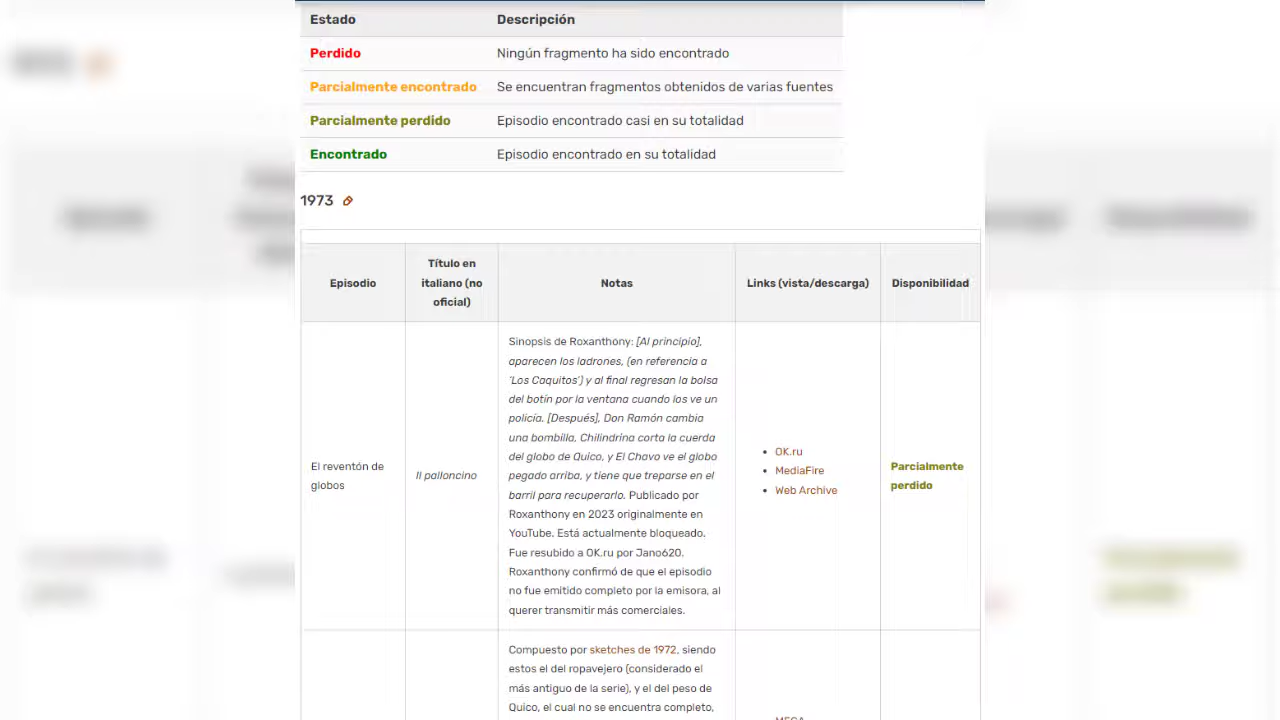 Estado Descripción
Perdido Ningún fragmento ha sido encontrado
Parcialmente encontrado Se encuentran fragmentos obtenidos de varias fuentes
Parcialmente perdido Episodio encontrado casi en su totalidad
Encontrado Episodio encontrado en su totalidad
1973
Episodio
Título en
italiano (no
oficial)
Notas
Links (vista/descarga)
Disponibilidad
El reventón de
globos
Il palloncino
Sinopsis de Roxanthony: [Al principio],
aparecen los ladrones, (en referencia a
'Los Caquitos') y al final regresan la bolsa
del botín por la ventana cuando los ve un
policía. [Después], Don Ramón cambia
una bombilla, Chilindrina corta la cuerda
del globo de Quico, y El Chavo ve el globo
pegado arriba, y tiene que treparse en el
barril para recuperarlo. Publicado por
Roxanthony en 2023 originalmente en
YouTube. Está actualmente bloqueado.
Fue resubido a OK.ru por Jano620.
Roxanthony confirmó de que el episodio
no fue emitido completo por la emisora, al
querer transmitir más comerciales.
• OK.ru
• MediaFire
• Web Archive
Parcialmente
perdido
Compuesto por sketches de 1972, siendo
estos el del ropavejero (considerado el
más antiguo de la serie), y el del peso de
Quico, el cual no se encuentra completo,
MEGA